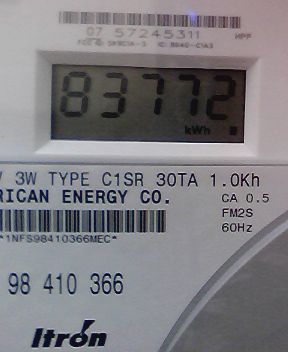 07 57245311 MPP
83772
kWh
3W TYPE C1SR 30TA 1.0Kh
RICAN ENERGY CO. CA 0.5
FM2S
*1NFS98410366MEC* 60Hz
98 410 366
Itron